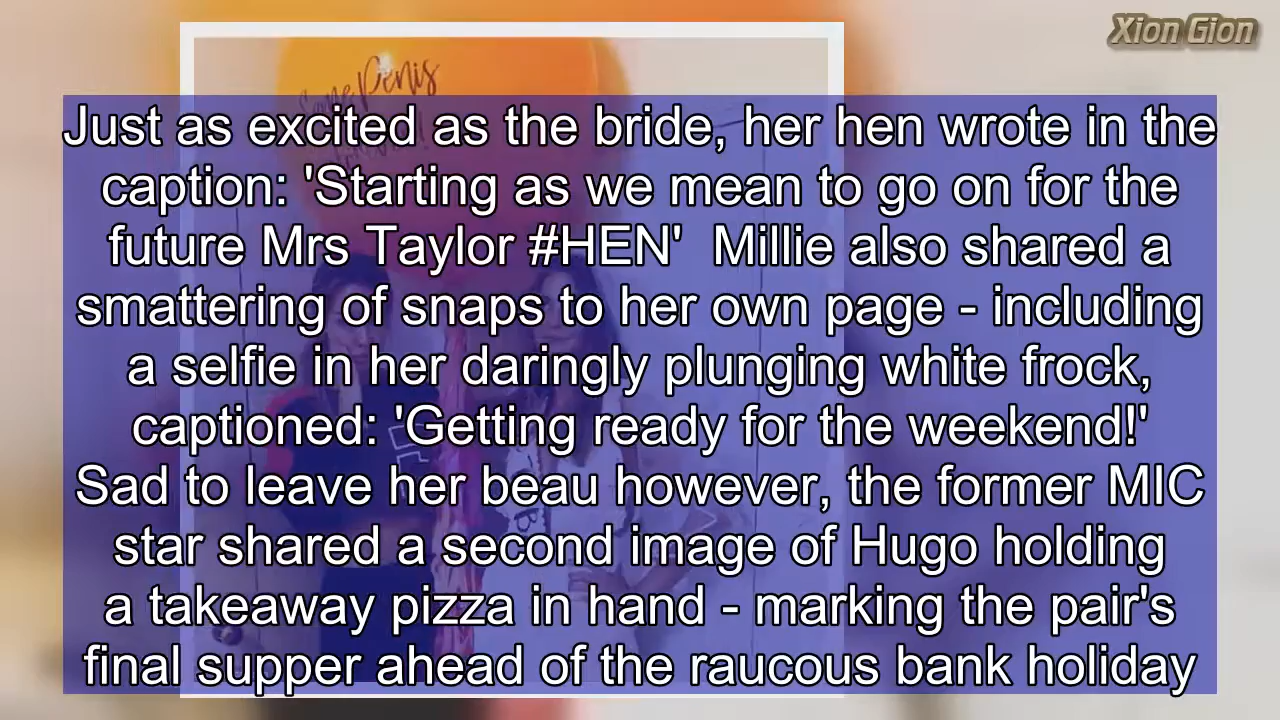 Xion Gion
Same Penis
Just as excited as the bride, her hen wrote in the
caption: 'Starting as we mean to go on for the
future Mrs Taylor #HEN'  Millie also shared a
smattering of snaps to her own page - including
a selfie in her daringly plunging white frock,
captioned: 'Getting ready for the weekend!'
Sad to leave her beau however, the former MIC
star shared a second image of Hugo holding
a takeaway pizza in hand - marking the pair's
final supper ahead of the raucous bank holiday